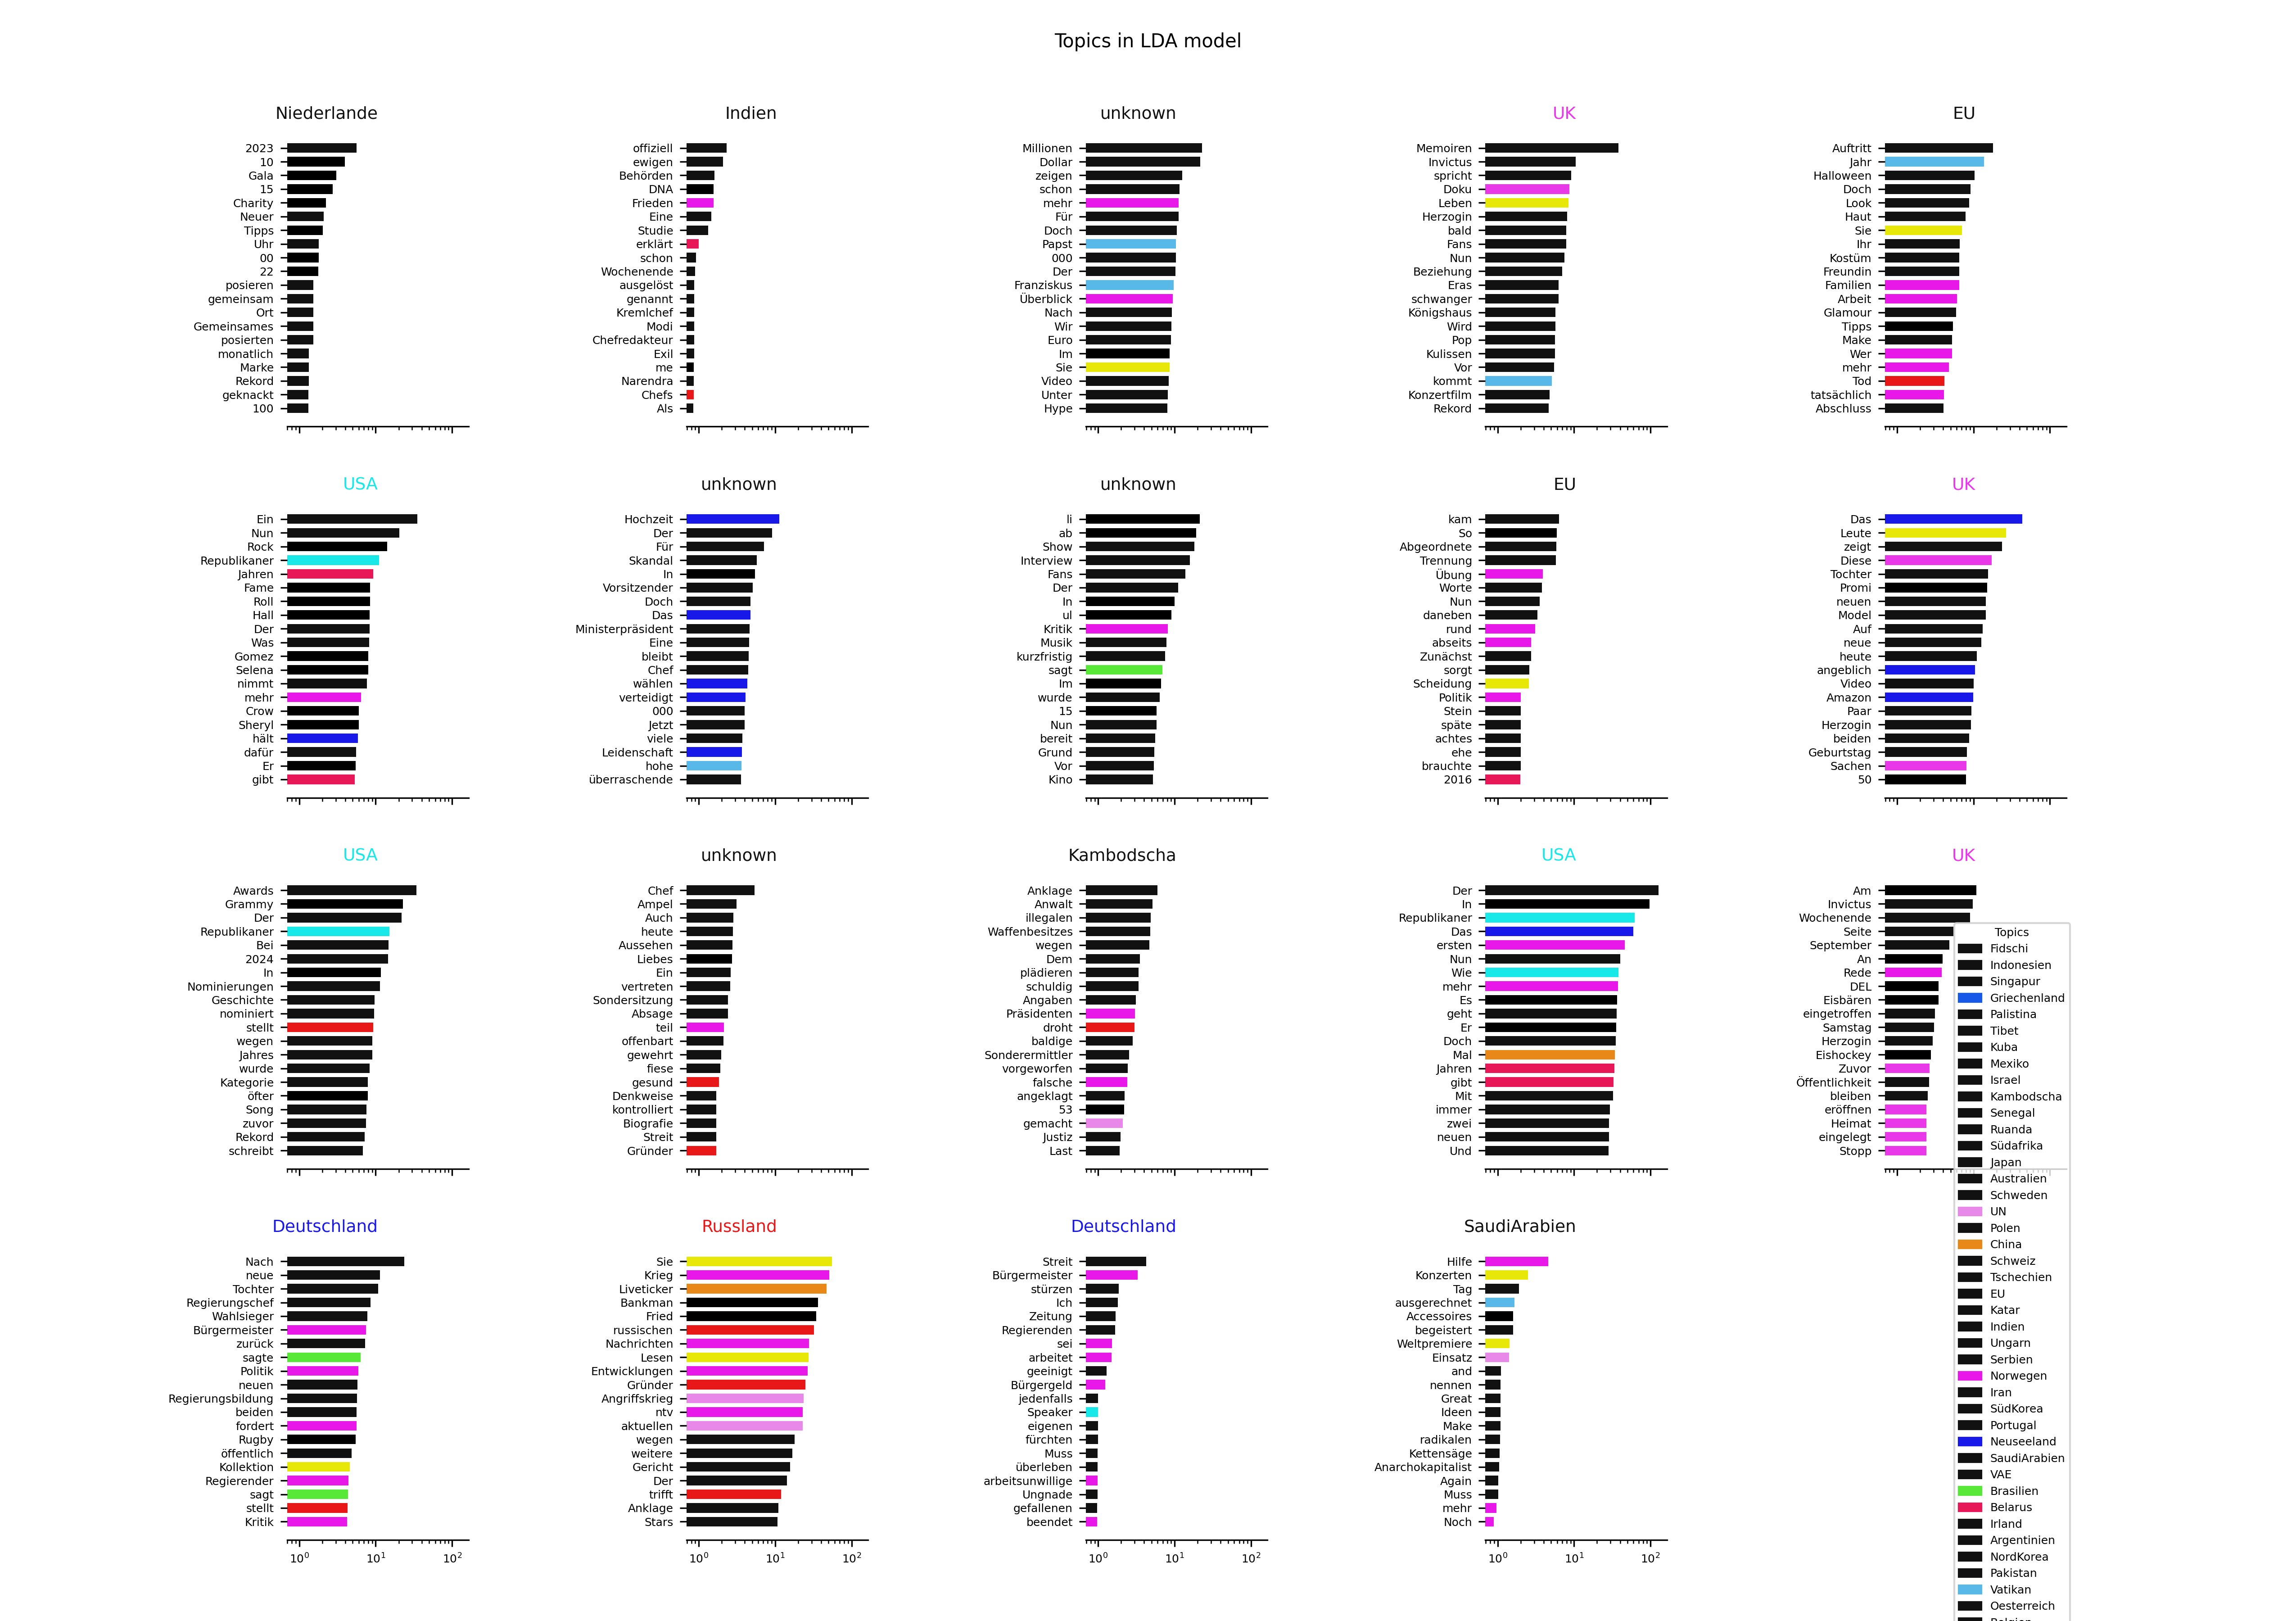 Topics in LDA model
Niederlande
2023
10
Gala
15
Charity
Neuer
Tipps
Uhr
00
22
posieren
gemeinsam
Ort
Gemeinsames
posierten
monatlich
Marke
Rekord
geknackt
100
Indien
offiziell
ewigen
Behörden
DNA
Frieden
Eine
Studie
erklärt
schon
Wochenende
ausgelöst
genannt
Kremlchef
Modi
Chefredakteur
Exil
me
Narendra
Chefs
Als
unknown
Millionen
Dollar
zeigen
schon
mehr
Für
Doch
Papst
000
Der
Franziskus
Überblick
Nach
Wir
Euro
Im
Sie
Video
Unter
Hype
UK
Memoiren
Invictus
spricht
Doku
Leben
Herzogin
bald
Fans
Nun
Beziehung
Eras
schwanger
Königshaus
Wird
Pop
Kulissen
Vor
kommt
Konzertfilm
Rekord
EU
Auftritt
Jahr
Halloween
Doch
Look
Haut
Sie
Ihr
Kostüm
Freundin
Familien
Arbeit
Glamour
Tipps
Make
Wer
mehr
Tod
tatsächlich
Abschluss
USA
Ein
Nun
Rock
Republikaner
Jahren
Fame
Roll
Hall
Der
Was
Gomez
Selena
nimmt
mehr
Crow
Sheryl
hält
dafür
Er
gibt
unknown
Hochzeit
Der
Für
Skandal
In
Vorsitzender
Doch
Das
Ministerpräsident
Eine
bleibt
Chef
wählen
verteidigt
000
Jetzt
viele
Leidenschaft
hohe
überraschende
unknown
li
ab
Show
Interview
Fans
Der
In
ul
Kritik
Musik
kurzfristig
sagt
Im
wurde
15
Nun
bereit
Grund
Vor
Kino
EU
kam
So
Abgeordnete
Trennung
Übung
Worte
Nun
daneben
rund
abseits
Zunächst
sorgt
Scheidung
Politik
Stein
späte
achtes
ehe
brauchte
2016
UK
Das
Leute
zeigt
Diese
Tochter
Promi
neuen
Model
Auf
neue
heute
angeblich
Video
Amazon
Paar
Herzogin
beiden
Geburtstag
Sachen
50
USA
Awards
Grammy
Der
Republikaner
Bei
2024
In
Nominierungen
Geschichte
nominiert
stellt
wegen
Jahres
wurde
Kategorie
öfter
Song
zuvor
Rekord
schreibt
unknown
Chef
Ampel
Auch
heute
Aussehen
Liebes
Ein
vertreten
Sondersitzung
Absage
teil
offenbart
gewehrt
fiese
gesund
Denkweise
kontrolliert
Biografie
Streit
Gründer
Kambodscha
Anklage
Anwalt
illegalen
Waffenbesitzes
wegen
Dem
plädieren
schuldig
Angaben
Präsidenten
droht
baldige
Sonderermittler
vorgeworfen
falsche
angeklagt
53
gemacht
Justiz
Last
USA
Der
In
Republikaner
Das
ersten
Nun
Wie
mehr
Es
geht
Er
Doch
Mal
Jahren
gibt
Mit
immer
zwei
neuen
Und
UK
Am
Invictus
Wochenende
Seite
September
An
Rede
DEL
Eisbären
eingetroffen
Samstag
Herzogin
Eishockey
Zuvor
Öffentlichkeit
bleiben
eröffnen
Heimat
eingelegt
Stopp
Deutschland
Nach
neue
Tochter
Regierungschef
Wahlsieger
Bürgermeister
zurück
sagte
Politik
neuen
Regierungsbildung
beiden
fordert
Rugby
öffentlich
Kollektion
Regierender
sagt
stellt
Kritik
10⁰ 10¹ 10²
Russland
Sie
Krieg
Liveticker
Bankman
Fried
russischen
Nachrichten
Lesen
Entwicklungen
Gründer
Angriffskrieg
ntv
aktuellen
wegen
weitere
Gericht
Der
trifft
Anklage
Stars
10⁰ 10¹ 10²
Deutschland
Streit
Bürgermeister
stürzen
Ich
Zeitung
Regierenden
sei
arbeitet
geeinigt
Bürgergeld
jedenfalls
Speaker
eigenen
fürchten
Muss
überleben
arbeitsunwillige
Ungnade
gefallenen
beendet
10⁰ 10¹ 10²
SaudiArabien
Hilfe
Konzerten
Tag
ausgerechnet
Accessoires
begeistert
Weltpremiere
Einsatz
and
nennen
Great
Ideen
Make
radikalen
Kettensäge
Anarchokapitalist
Again
Muss
mehr
Noch
10⁰ 10¹ 10²
Topics
Fidschi
Indonesien
Singapur
Griechenland
Palistina
Tibet
Kuba
Mexiko
Israel
Kambodscha
Senegal
Ruanda
Südafrika
Japan
Australien
Schweden
UN
Polen
China
Schweiz
Tschechien
EU
Katar
Indien
Ungarn
Serbien
Norwegen
Iran
SüdKorea
Portugal
Neuseeland
SaudiArabien
VAE
Brasilien
Belarus
Irland
Argentinien
NordKorea
Pakistan
Vatikan
Oesterreich